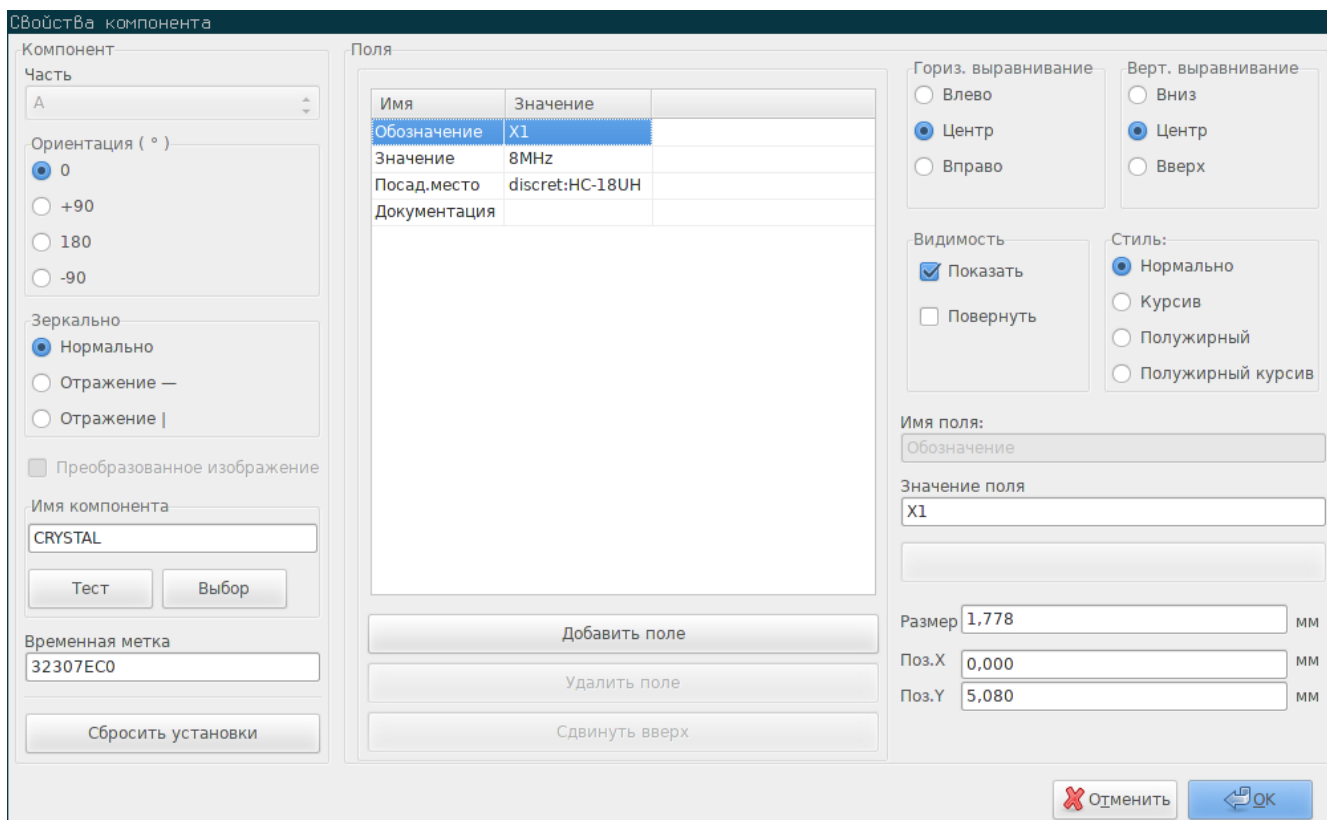 Свойства компонента
Компонент
Часть
A
Ориентация ( ° )
0
+90
180
-90
Зеркально
Нормально
Отражение —
Отражение |
Преобразованное изображение
Имя компонента
CRYSTAL
Тест Выбор
Временная метка
32307EC0
Сбросить установки
Поля
Имя Значение
Обозначение X1
Значение 8MHz
Посад.место discret:HC-18UH
Документация
Добавить поле
Удалить поле
Сдвинуть вверх
Гориз. выравнивание
Влево
Центр
Вправо
Верт. выравнивание
Вниз
Центр
Вверх
Видимость
Показать
Повернуть
Стиль:
Нормально
Курсив
Полужирный
Полужирный курсив
Имя поля:
Обозначение
Значение поля
X1
Размер 1,778 мм
Поз.X 0,000 мм
Поз.Y 5,080 мм
Отменить OK